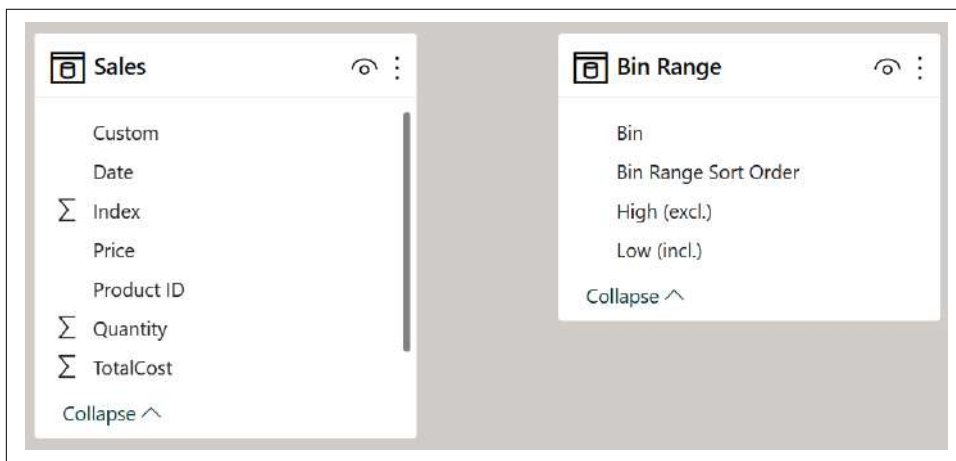 Sales
Custom
Date
Index
Price
Product ID
Quantity
TotalCost
Collapse
Bin Range
Bin
Bin Range Sort Order
High (excl.)
Low (incl.)
Collapse